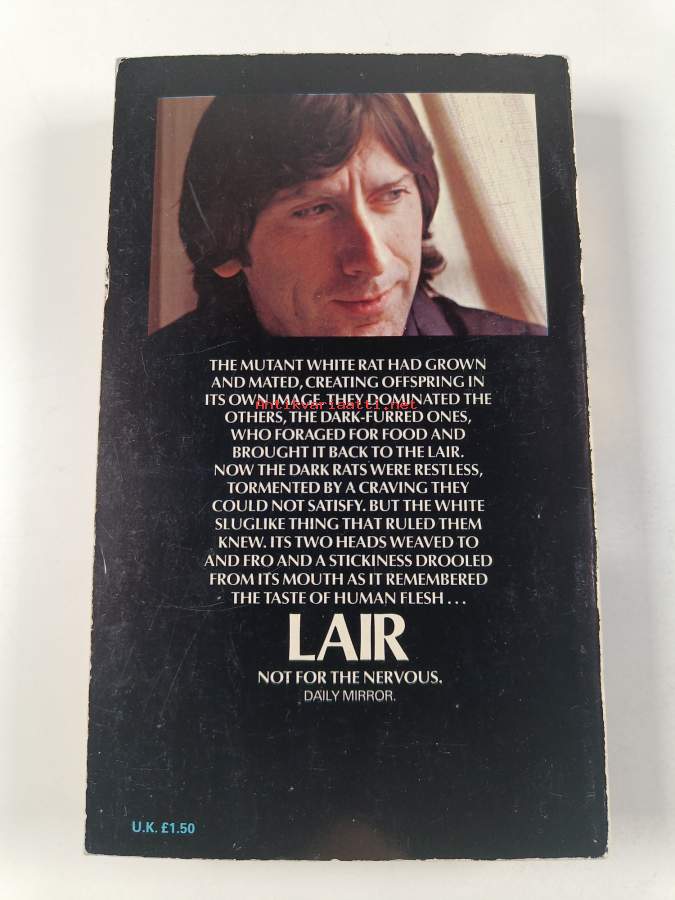 THE MUTANT WHITE RAT HAD GROWN
AND MATED, CREATING OFFSPRING IN
ITS OWN IMAGE. THEY DOMINATED THE
Antikvariaatti.net
OTHERS, THE DARK-FURRED ONES,
WHO FORAGED FOR FOOD AND
BROUGHT IT BACK TO THE LAIR.
NOW THE DARK RATS WERE RESTLESS,
TORMENTED BY A CRAVING THEY
COULD NOT SATISFY. BUT THE WHITE
SLUGLIKE THING THAT RULED THEM
KNEW. ITS TWO HEADS WEAVED TO
AND FRO AND A STICKINESS DROOLED
FROM ITS MOUTH AS IT REMEMBERED
THE TASTE OF HUMAN FLESH...
LAIR
NOT FOR THE NERVOUS.
DAILY MIRROR.
U.K. £1.50